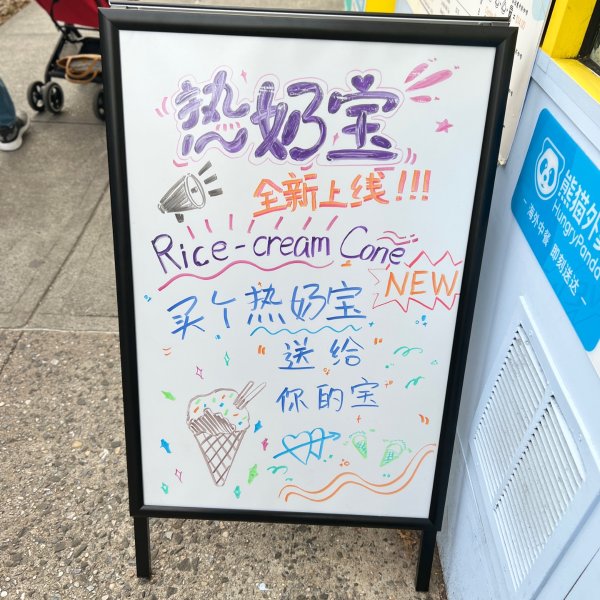 热奶宝
全新上线!!!
Rice-cream Cone
NEW
买个热奶宝
送给
你的宝
熊猫外
HungryPanda
海外中餐 即刻送达